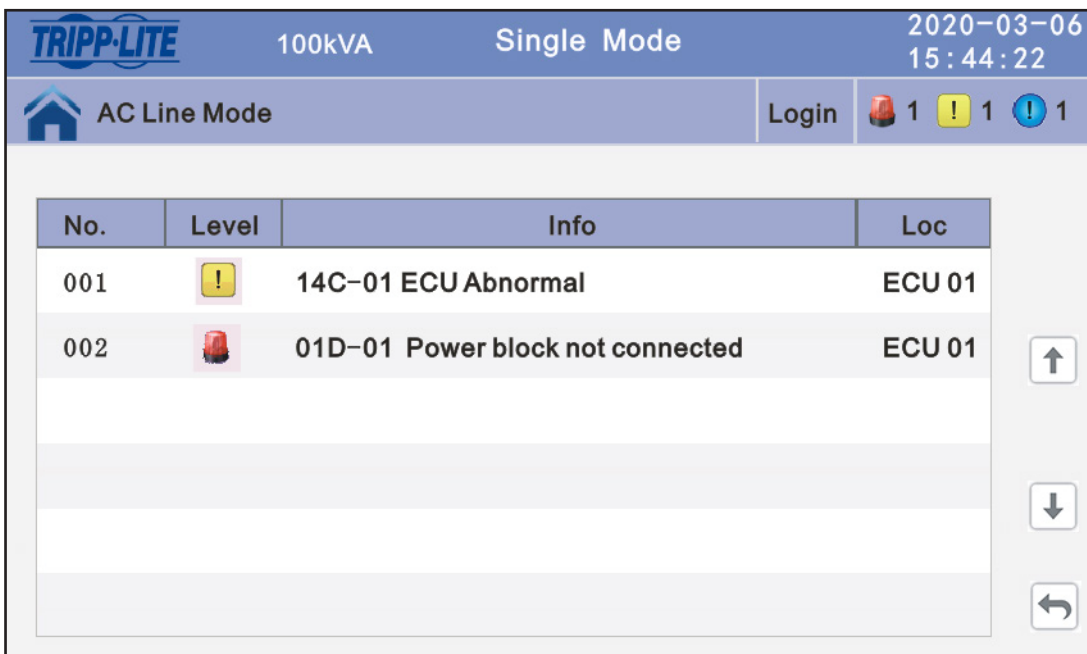 TRIPP·LITE 100kVA Single Mode 2020-03-06
15:44:22
AC Line Mode Login 1 ! 1 ! 1
No. Level Info Loc
001 ! 14C-01 ECU Abnormal ECU 01
002 01D-01 Power block not connected ECU 01